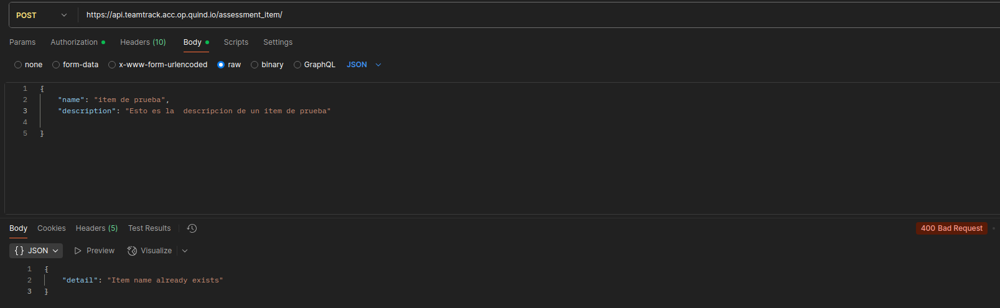 POST https://api.teamtrack.acc.op.quind.io/assessment_item/
Params Authorization Headers (10) Body Scripts Settings
none form-data x-www-form-urlencoded raw binary GraphQL JSON
1 {
2 "name": "item de prueba",
3 "description": "Esto es la  descripcion de un item de prueba"
4
5 }
Body Cookies Headers (5) Test Results 400 Bad Request
{} JSON Preview Visualize
1 {
2 "detail": "Item name already exists"
3 }